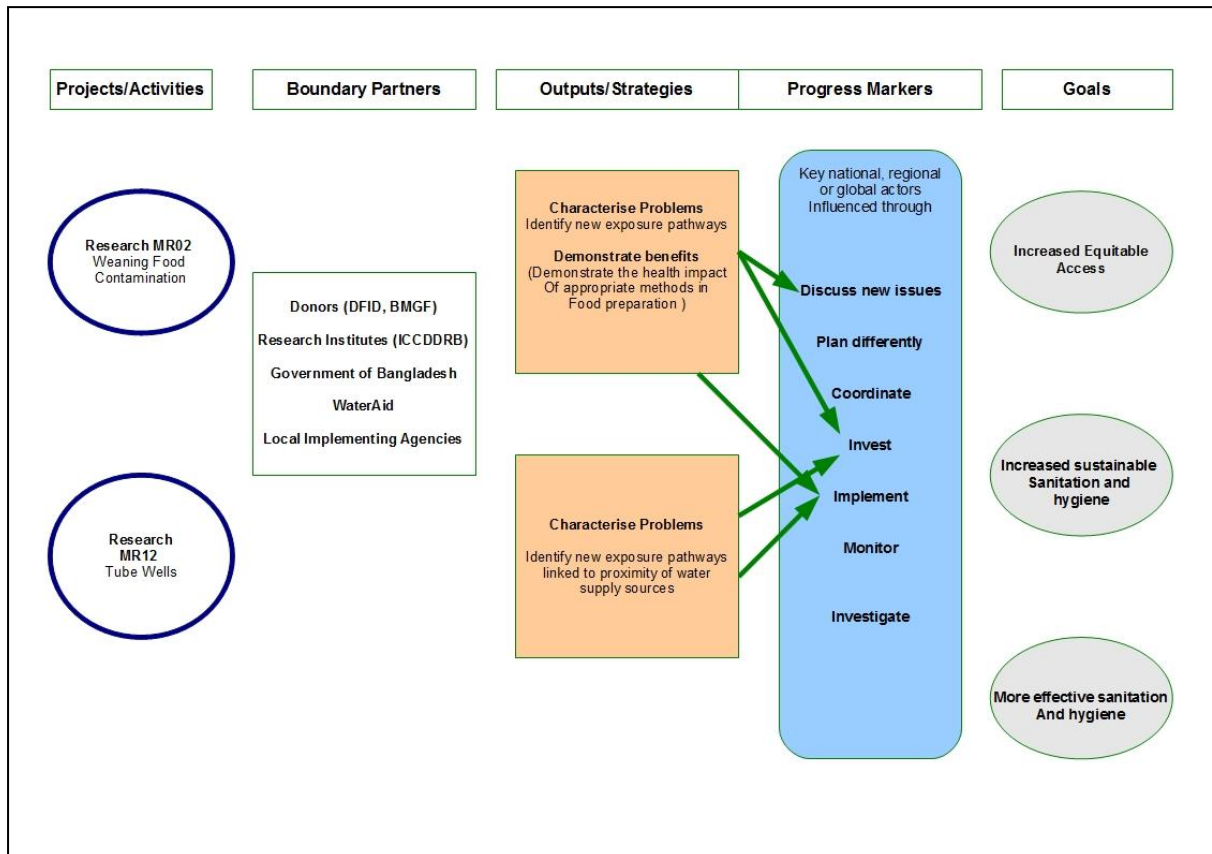 Projects/Activities
Boundary Partners
Outputs/Strategies
Progress Markers
Goals
Research MR02
Weaning Food
Contamination
Research
MR12
Tube Wells
Donors (DFID, BMGF)
Research Institutes (ICCDDRB)
Government of Bangladesh
WaterAid
Local Implementing Agencies
Characterise Problems
Identify new exposure pathways
Demonstrate benefits
(Demonstrate the health impact
Of appropriate methods in
Food preparation )
Characterise Problems
Identify new exposure pathways
linked to proximity of water
supply sources
Key national, regional
or global actors
Influenced through
Discuss new issues
Plan differently
Coordinate
Invest
Implement
Monitor
Investigate
Increased Equitable
Access
Increased sustainable
Sanitation and
hygiene
More effective sanitation
And hygiene